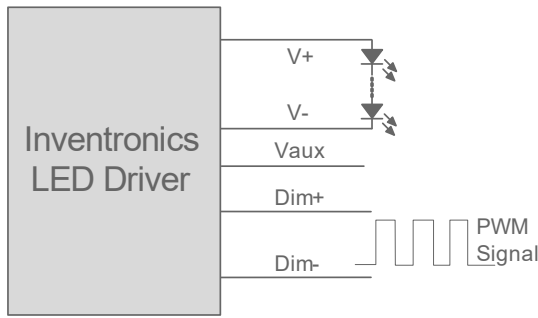 Inventronics
LED Driver
V+
V-
Vaux
Dim+
Dim-
PWM
Signal